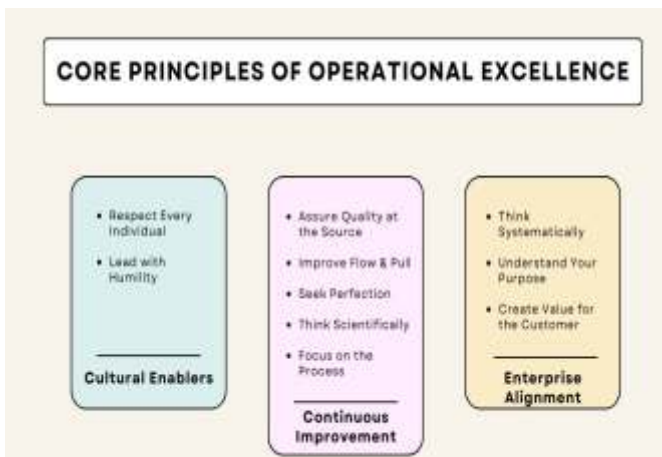 CORE PRINCIPLES OF OPERATIONAL EXCELLENCE
• Respect Every
Individual
• Lead with
Humility
Cultural Enablers
• Assure Quality at
the Source
• Improve Flow & Pull
• Seek Perfection
• Think Scientifically
• Focus on the
Process
Continuous
Improvement
• Think
Systematically
• Understand Your
Purpose
• Create Value for
the Customer
Enterprise
Alignment